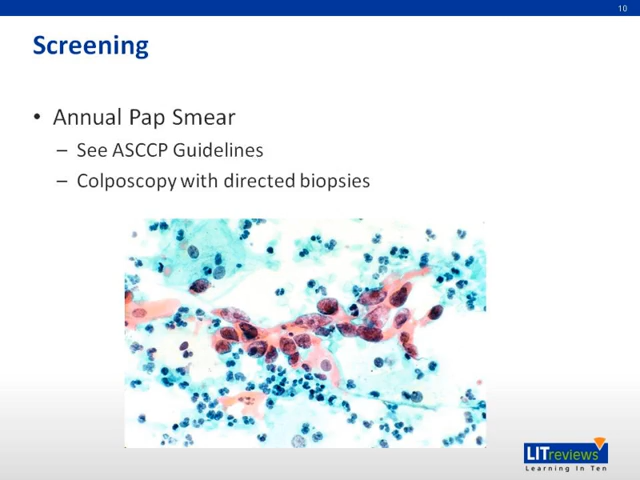 10
Screening
• Annual Pap Smear
– See ASCCP Guidelines
– Colposcopy with directed biopsies
LITreviews
Learning In Ten